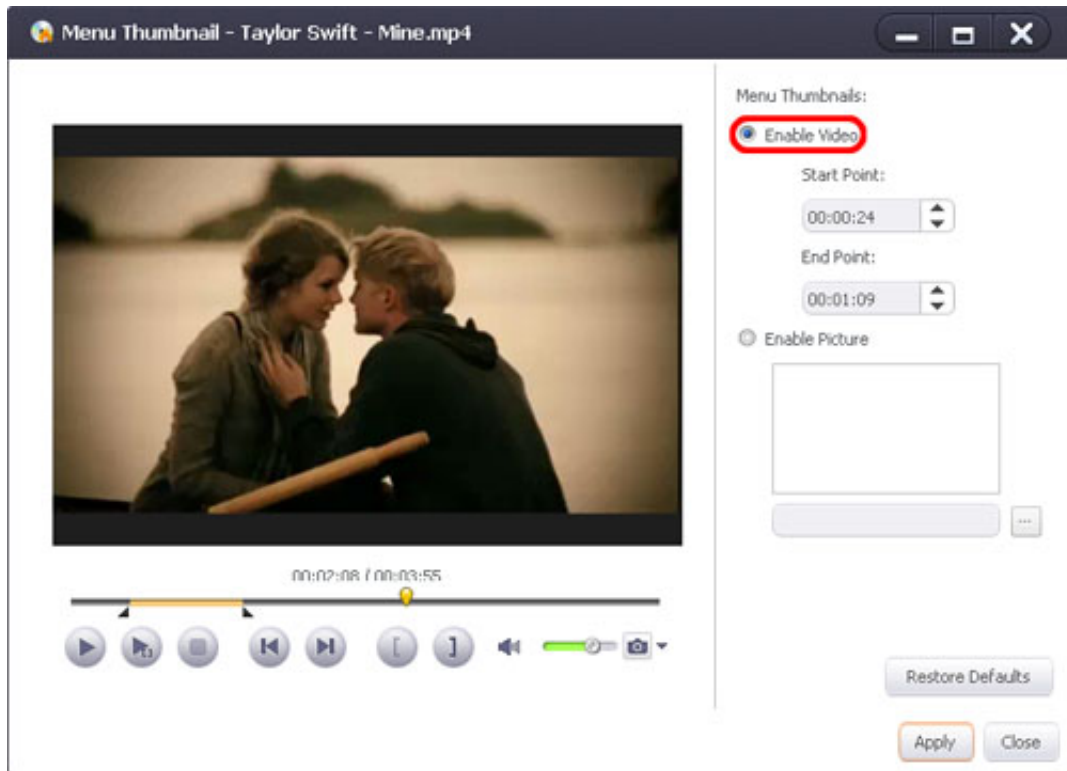 Menu Thumbnail - Taylor Swift - Mine.mp4
Menu Thumbnails:
Enable Video
Start Point:
00:00:24
End Point:
00:01:09
Enable Picture
...
00:02:08 / 00:03:55
Restore Defaults
Apply
Close